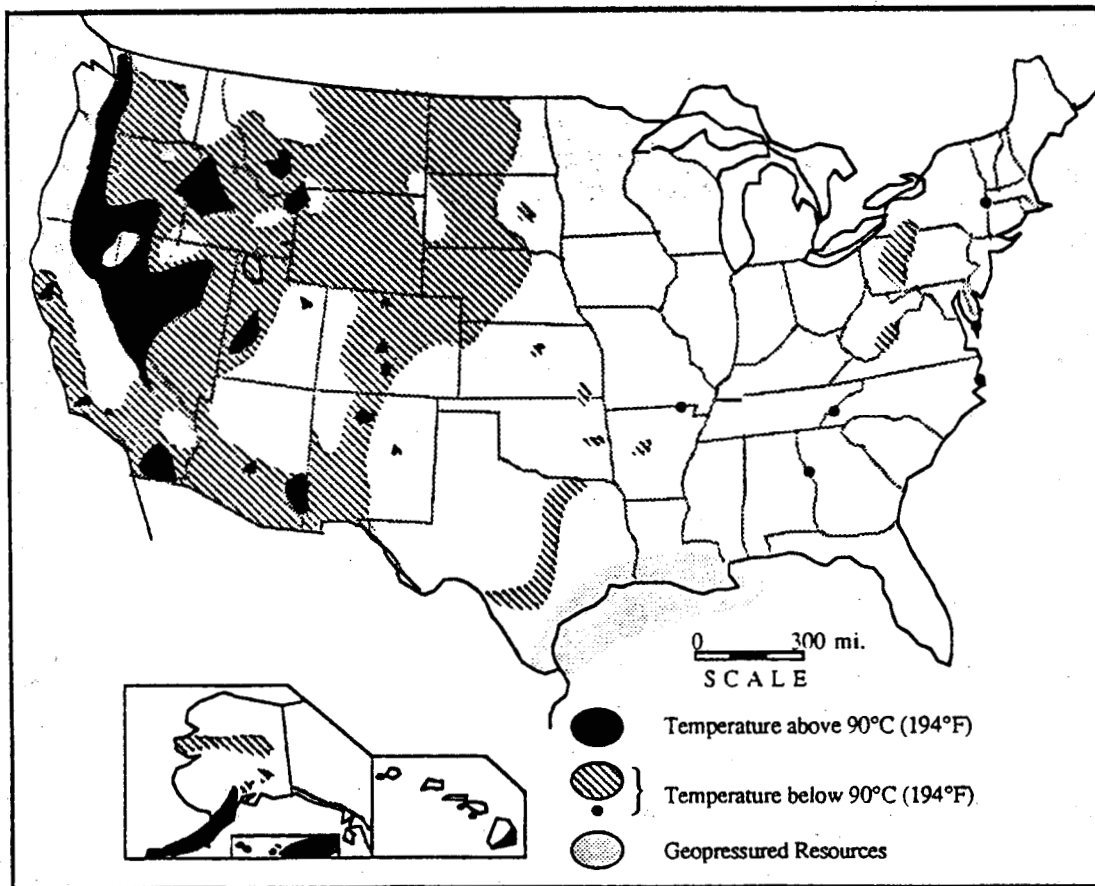 0 300 mi.
SCALE
Temperature above 90°C (194°F)
Temperature below 90°C (194°F)
Geopressured Resources